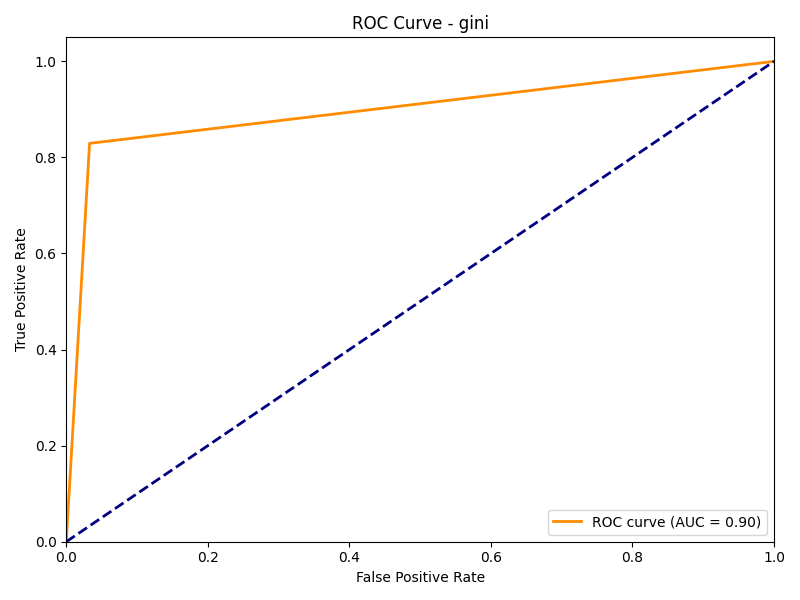 ROC Curve - gini
True Positive Rate
1.0
0.8
0.6
0.4
0.2
0.0
0.0 0.2 0.4 0.6 0.8 1.0
False Positive Rate
ROC curve (AUC = 0.90)